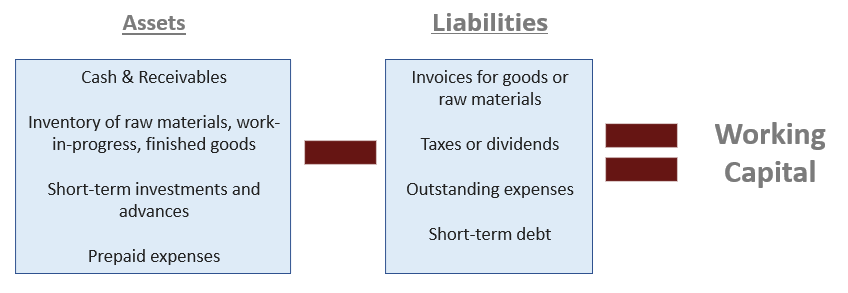 Assets
Liabilities
Cash & Receivables
Inventory of raw materials, work-
in-progress, finished goods
Short-term investments and
advances
Prepaid expenses
Invoices for goods or
raw materials
Taxes or dividends
Outstanding expenses
Short-term debt
Working
Capital